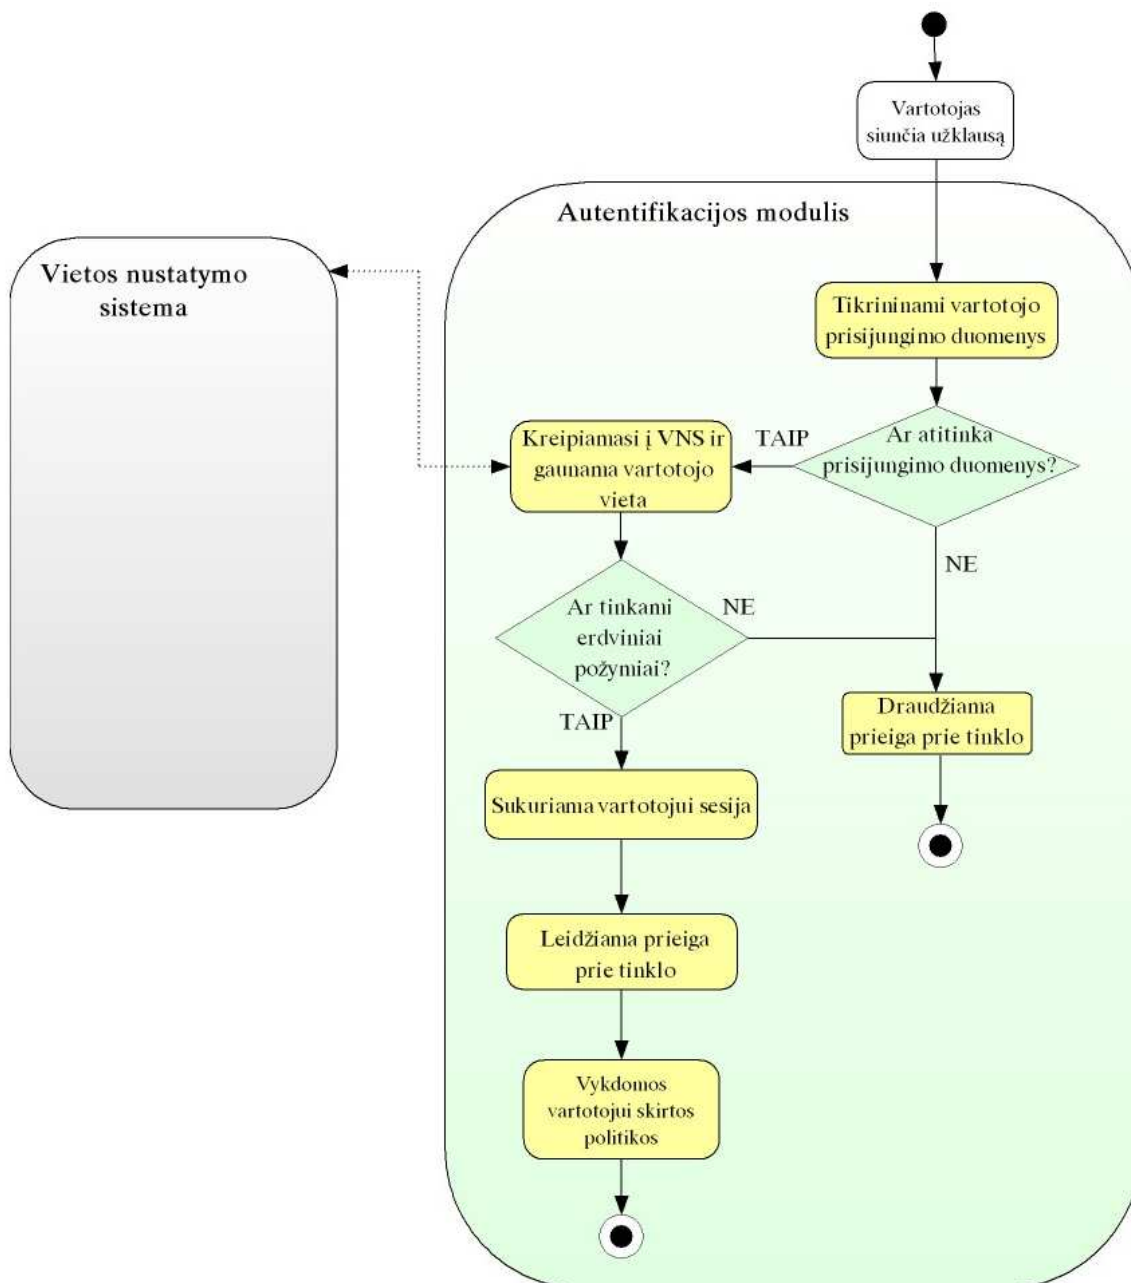 Vartotojas
siunčia užklausą
Autentifikacijos modulis
Vietos nustatymo
sistema
Tikrininami vartotojo
prisijungimo duomenys
Ar atitinka
prisijungimo duomenys?
TAIP
Kreipiamasi į VNS ir
gaunama vartotojo
vieta
NE
Ar tinkami
erdviniai
požymiai?
NE
TAIP
Draudžiama
prieiga prie tinklo
Sukuriama vartotojui sesija
Leidžiama prieiga
prie tinklo
Vykdomos
vartotojui skirtos
politikos